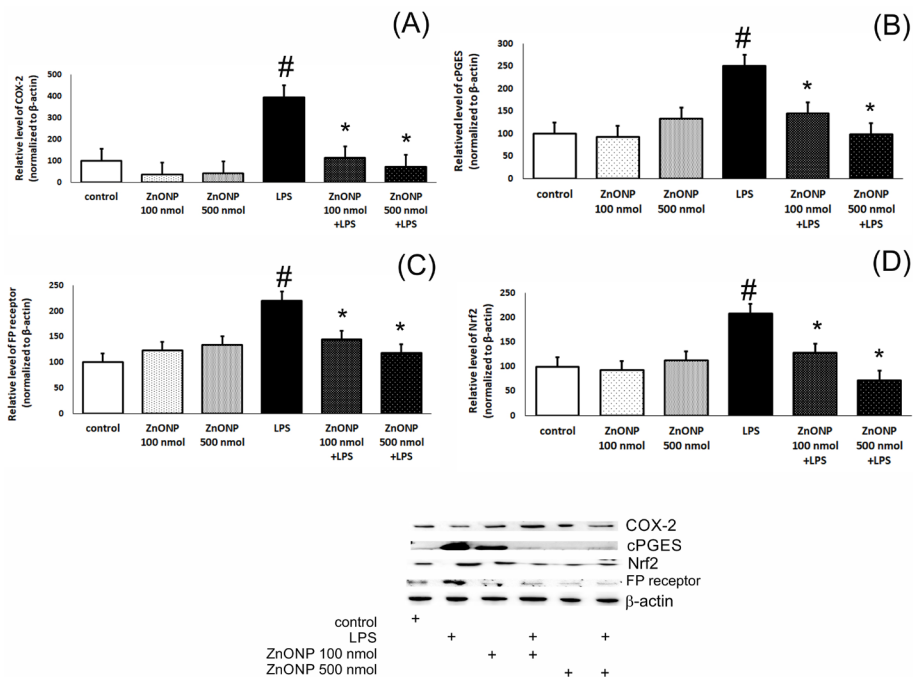 (A)
Relative level of COX-2
(normalized to β-actin)
500
400
300
200
100
0
#
*
*
control
ZnONP
100 nmol
ZnONP
500 nmol
LPS
ZnONP
100 nmol
+LPS
ZnONP
500 nmol
+LPS
(B)
Relatived level of cPGES
(normalized to β-actin)
300
250
200
150
100
50
0
#
*
*
control
ZnONP
100 nmol
ZnONP
500 nmol
LPS
ZnONP
100 nmol
+LPS
ZnONP
500 nmol
+LPS
(C)
Relative level of FP receptor
(normalized to β-actin)
250
200
150
100
50
0
#
*
*
control
ZnONP
100 nmol
ZnONP
500 nmol
LPS
ZnONP
100 nmol
+LPS
ZnONP
500 nmol
+LPS
(D)
Relative level of Nrf2
(normalized to β-actin)
250
200
150
100
50
0
#
*
*
control
ZnONP
100 nmol
ZnONP
500 nmol
LPS
ZnONP
100 nmol
+LPS
ZnONP
500 nmol
+LPS
COX-2
cPGES
Nrf2
FP receptor
β-actin
control +
LPS + + +
ZnONP 100 nmol + +
ZnONP 500 nmol + +